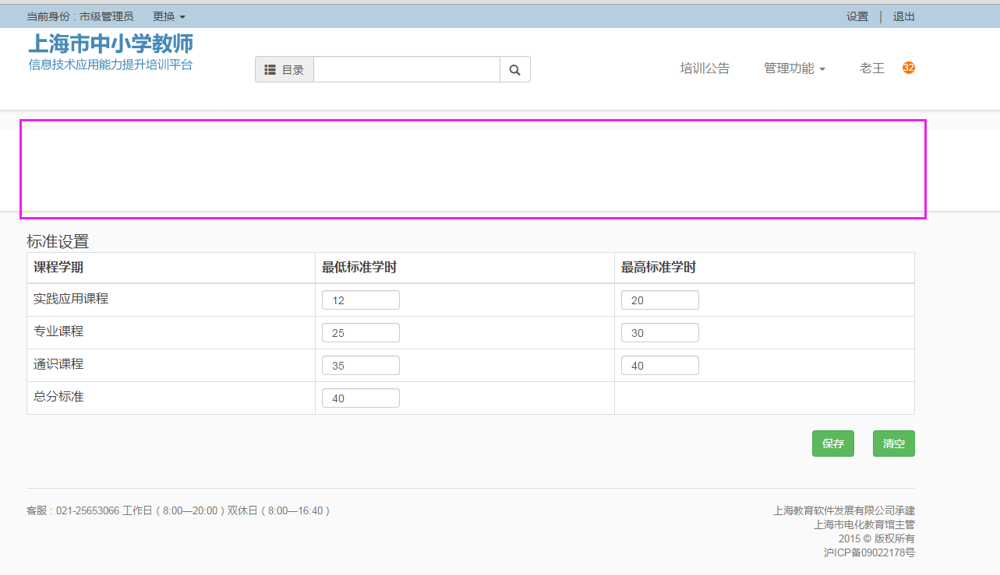 当前身份：市级管理员 更换 设置 | 退出
上海市中小学教师
信息技术应用能力提升培训平台
目录 培训公告 管理功能 老王 32
标准设置
课程学期 最低标准学时 最高标准学时
实践应用课程 12 20
专业课程 25 30
通识课程 35 40
总分标准 40
保存 清空
客服：021-25653066 工作日（8:00—20:00）双休日（8:00—16:40）
上海教育软件发展有限公司承建
上海市电化教育馆主管
2015 © 版权所有
沪ICP备09022178号